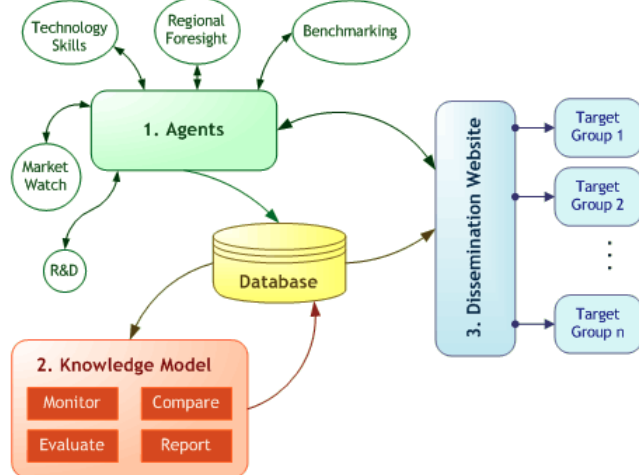 Technology
Skills
Regional
Foresight
Benchmarking
1. Agents
Market
Watch
R&D
Database
2. Knowledge Model
Monitor
Compare
Evaluate
Report
3. Dissemination Website
Target
Group 1
Target
Group 2
Target
Group n